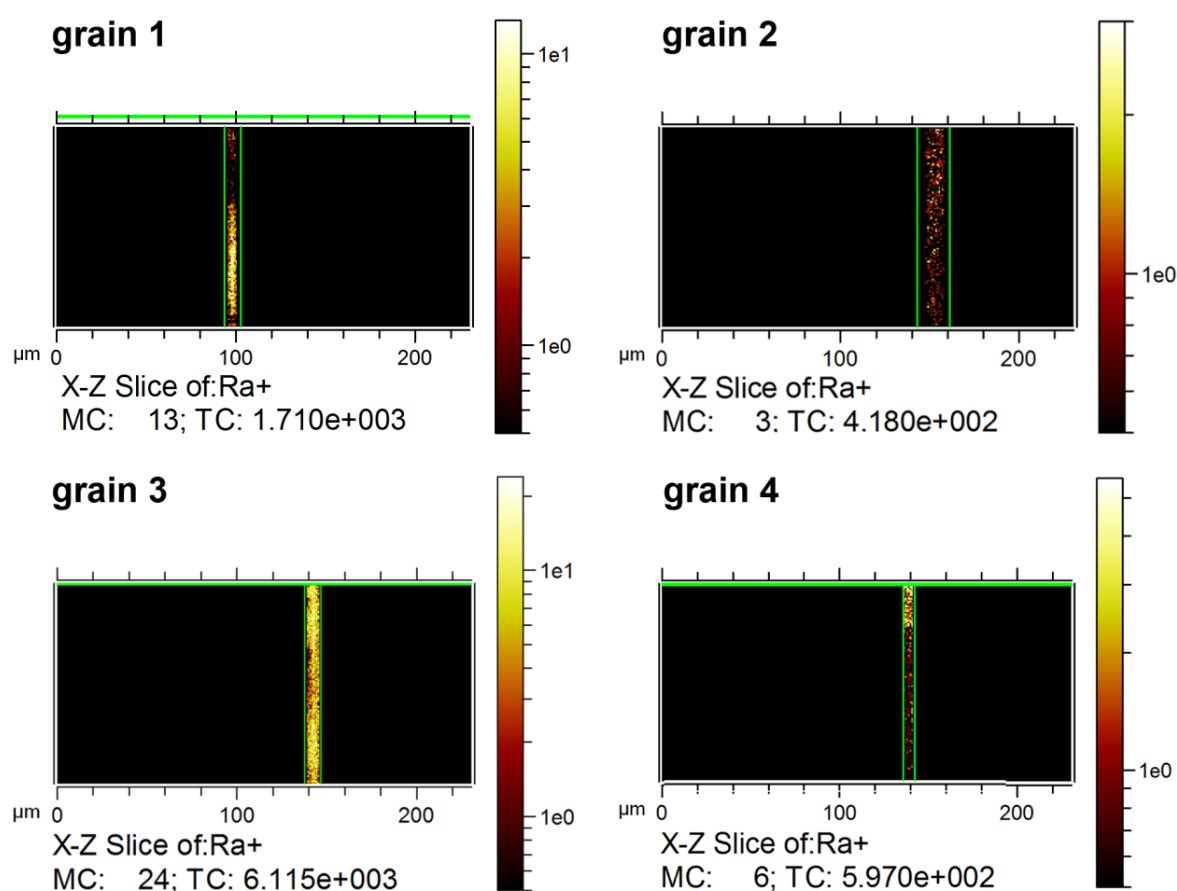 grain 1
1e1
1e0
µm 0 100 200
X-Z Slice of:Ra+
MC: 13; TC: 1.710e+003
grain 2
1e0
µm 0 100 200
X-Z Slice of:Ra+
MC: 3; TC: 4.180e+002
grain 3
1e1
1e0
µm 0 100 200
X-Z Slice of:Ra+
MC: 24; TC: 6.115e+003
grain 4
1e0
µm 0 100 200
X-Z Slice of:Ra+
MC: 6; TC: 5.970e+002